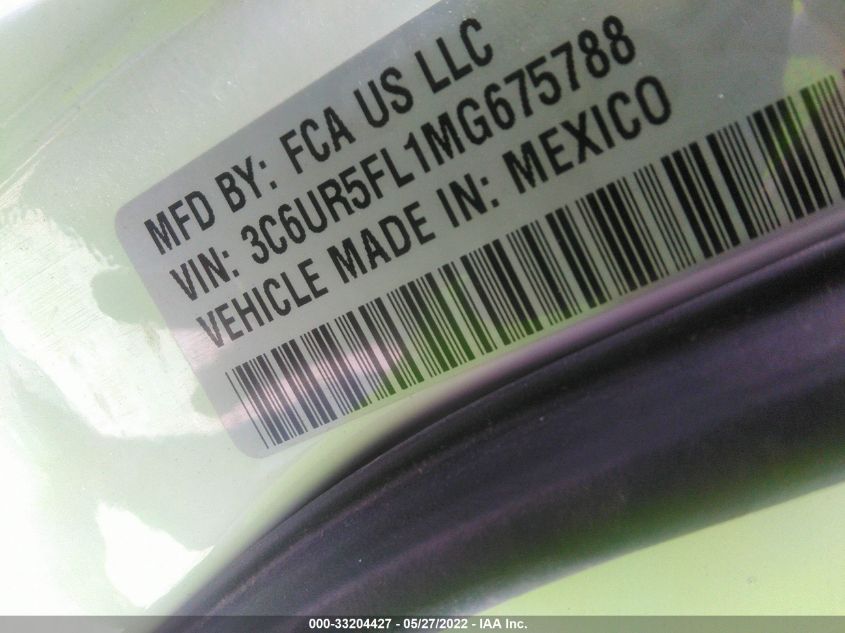 MFD BY: FCA US LLC
VIN: 3C6UR5FL1MG675788
VEHICLE MADE IN: MEXICO
000-33204427 - 05/27/2022 - IAA Inc.